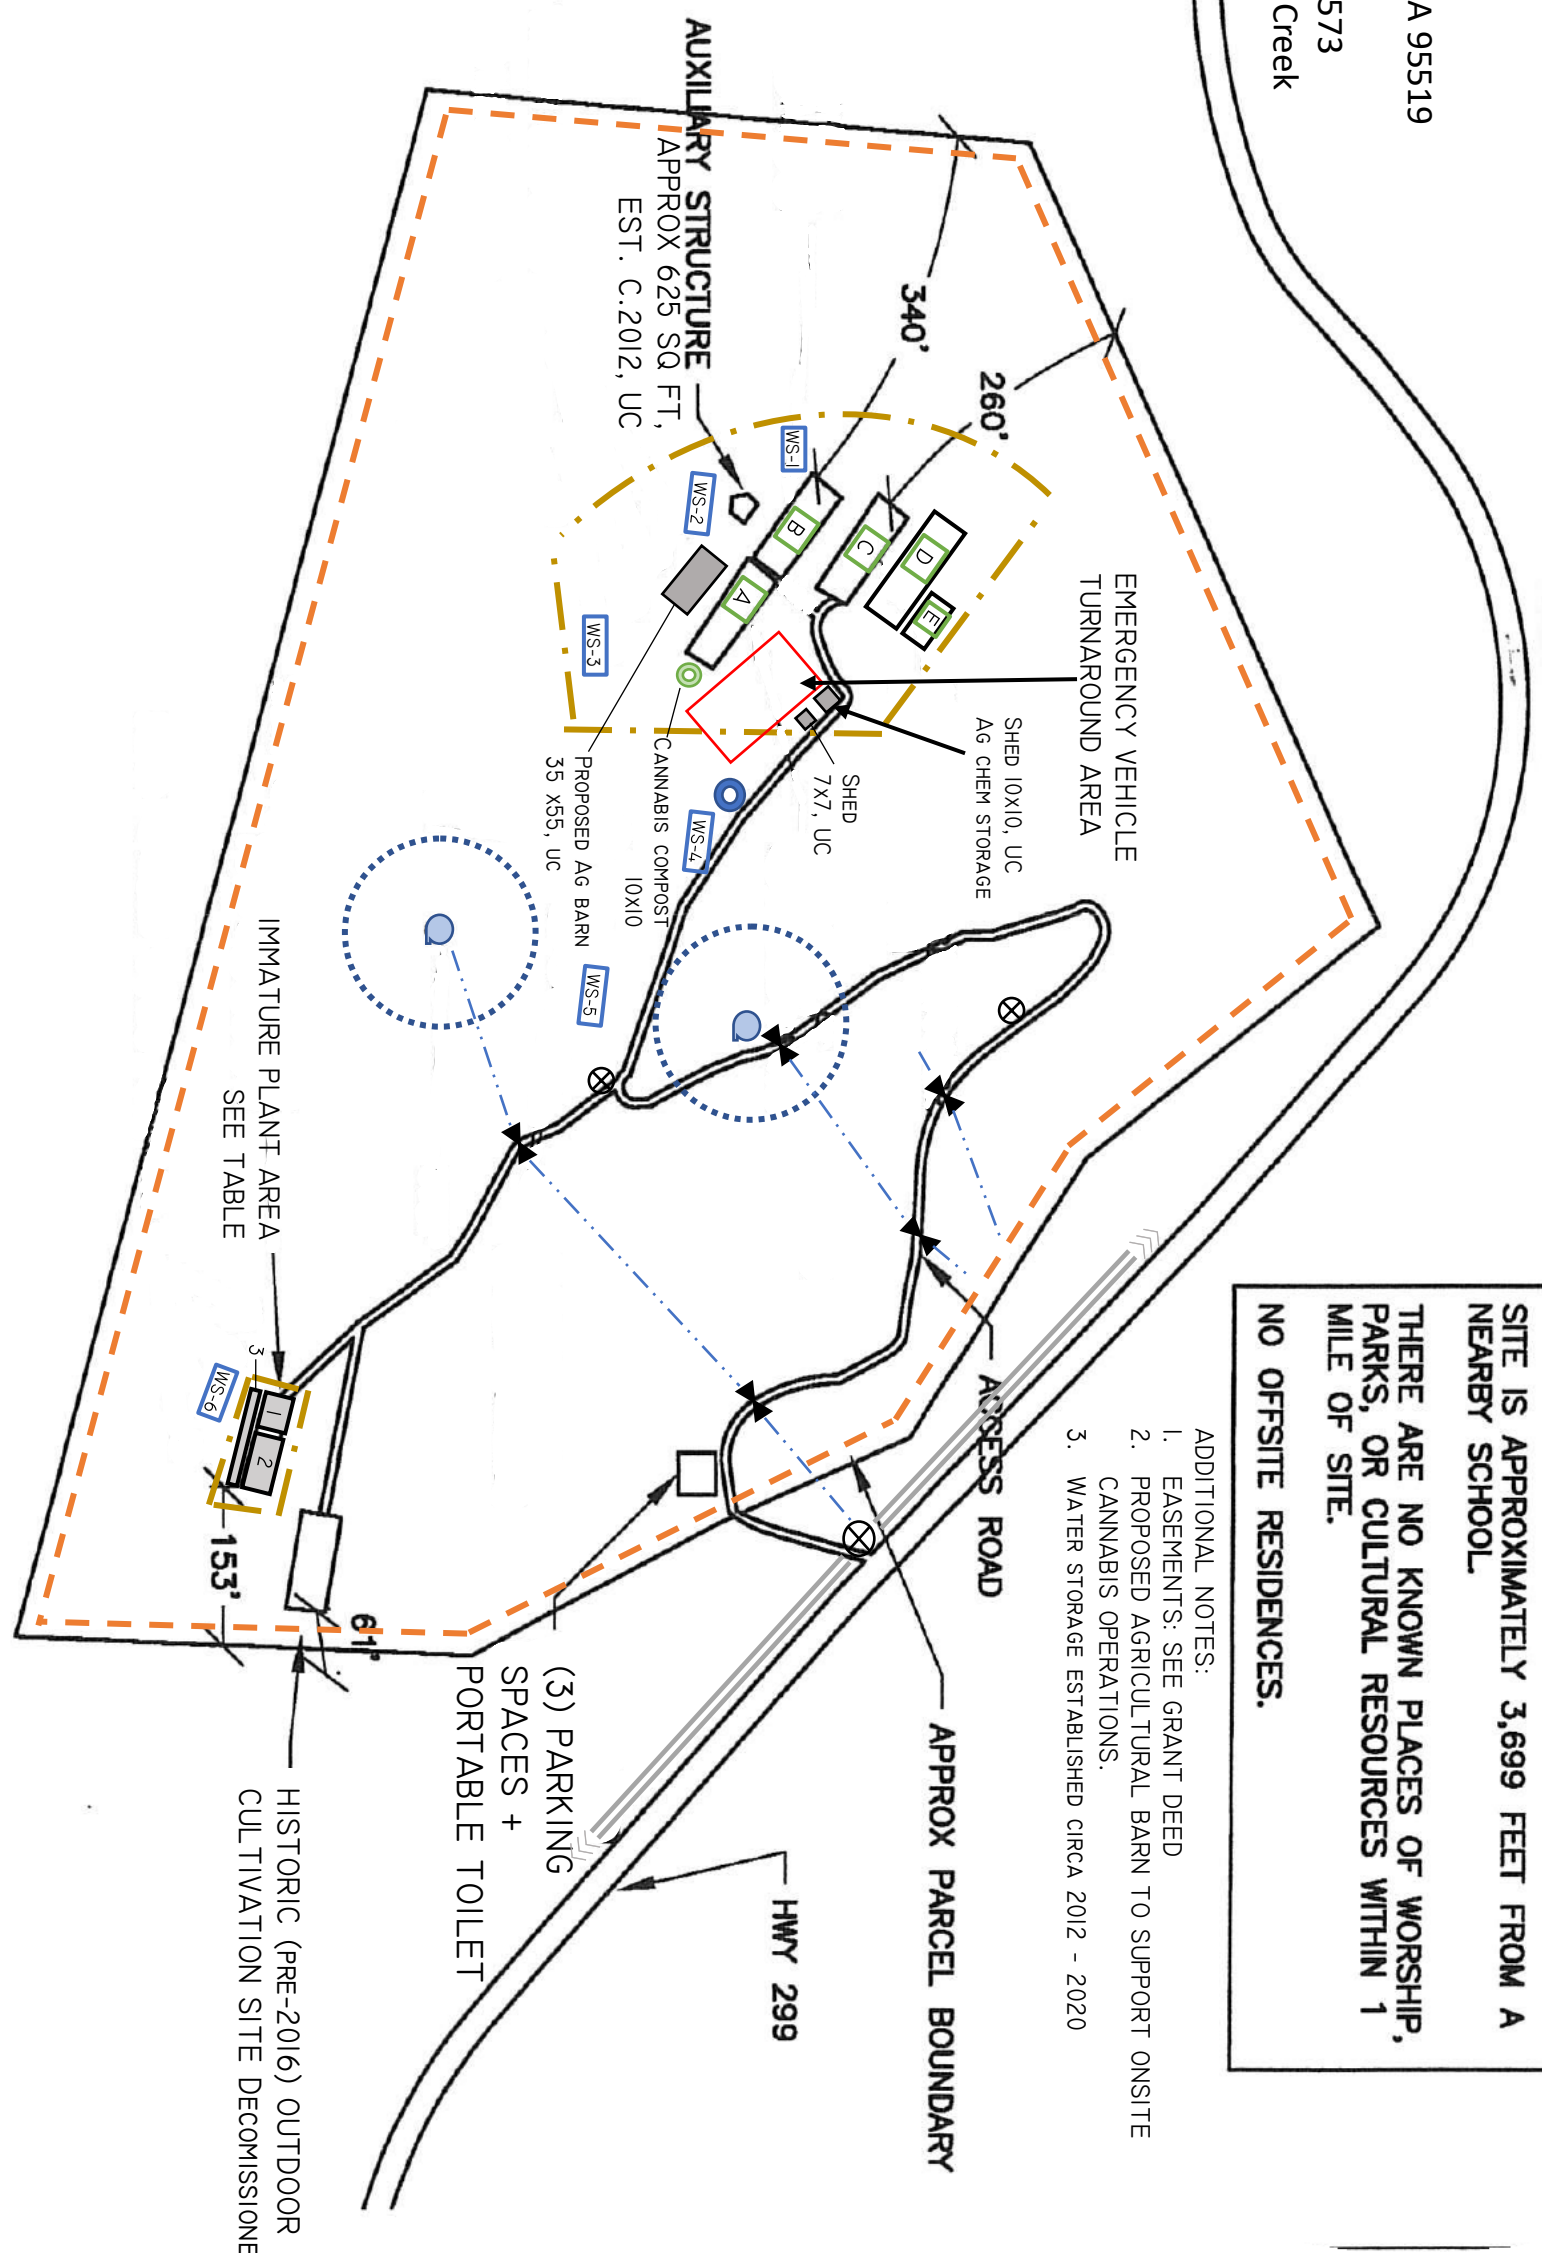 A 95519
573
Creek
SITE IS APPROXIMATELY 3,699 FEET FROM A
NEARBY SCHOOL.
THERE ARE NO KNOWN PLACES OF WORSHIP,
PARKS, OR CULTURAL RESOURCES WITHIN 1
MILE OF SITE.
NO OFFSITE RESIDENCES.
ADDITIONAL NOTES:
1. EASEMENTS: SEE GRANT DEED
2. PROPOSED AGRICULTURAL BARN TO SUPPORT ONSITE
CANNABIS OPERATIONS.
3. WATER STORAGE ESTABLISHED CIRCA 2012 - 2020
EMERGENCY VEHICLE
TURNAROUND AREA
SHED 10X10, UC
AG CHEM STORAGE
SHED
7X7, UC
260'
340'
AUXILIARY STRUCTURE
APPROX 625 SQ FT,
EST. C.2012, UC
WS-1
WS-2
WS-3
WS-4
WS-5
WS-6
A
B
C
D
E
CANNABIS COMPOST
10X10
PROPOSED AG BARN
35 X55, UC
ACCESS ROAD
APPROX PARCEL BOUNDARY
HWY 299
(3) PARKING
SPACES +
PORTABLE TOILET
IMMATURE PLANT AREA
SEE TABLE
1
2
3
153'
61'
HISTORIC (PRE-2016) OUTDOOR
CULTIVATION SITE DECOMISSIONE